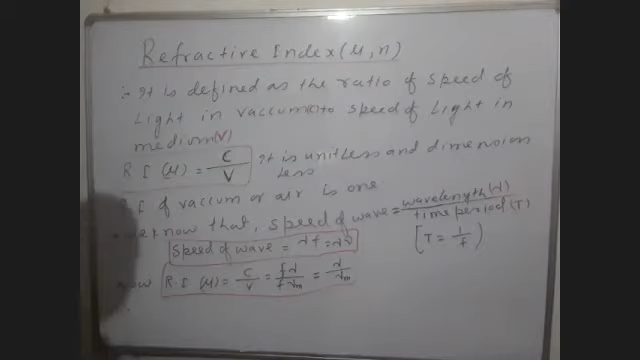 Refractive Index(μ,n)
:- It is defined as the ratio of speed of
Light in vaccum(c) to speed of Light in
medium(v)
R.I (μ) = C/V It is unitless and dimension
less
R.I of vaccum or air is one
we know that, speed of wave = wavelength(λ)/time period(T)
speed of wave = λf = λν [T = 1/f)
now R.I (μ) = C/V = fλ/fλm = λ/λm